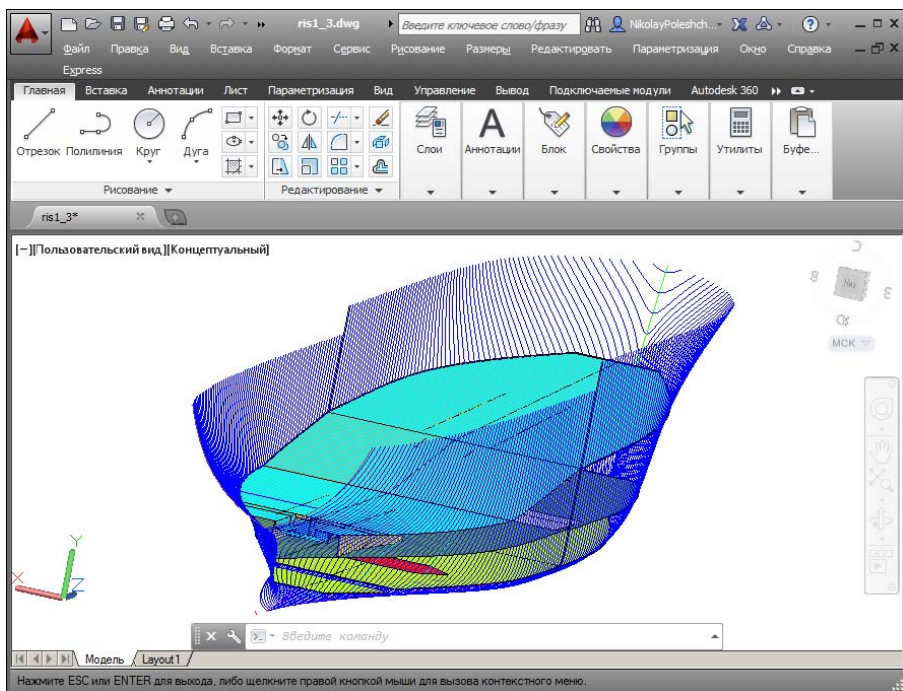 ris1_3.dwg
Введите ключевое слово/фразу
NikolayPoleshch...
Файл Правка Вид Вставка Формат Сервис Рисование Размеры Редактировать Параметризация Окно Справка
Express
Главная Вставка Аннотации Лист Параметризация Вид Управление Вывод Подключаемые модули Autodesk 360
Отрезок Полилиния Круг Дуга Слои Аннотации Блок Свойства Группы Утилиты Буфе...
Рисование Редактирование
ris1_3*
[−][Пользовательский вид][Концептуальный]
МСК
Y
X
Z
Введите команду
Модель Layout1
Нажмите ESC или ENTER для выхода, либо щелкните правой кнопкой мыши для вызова контекстного меню.